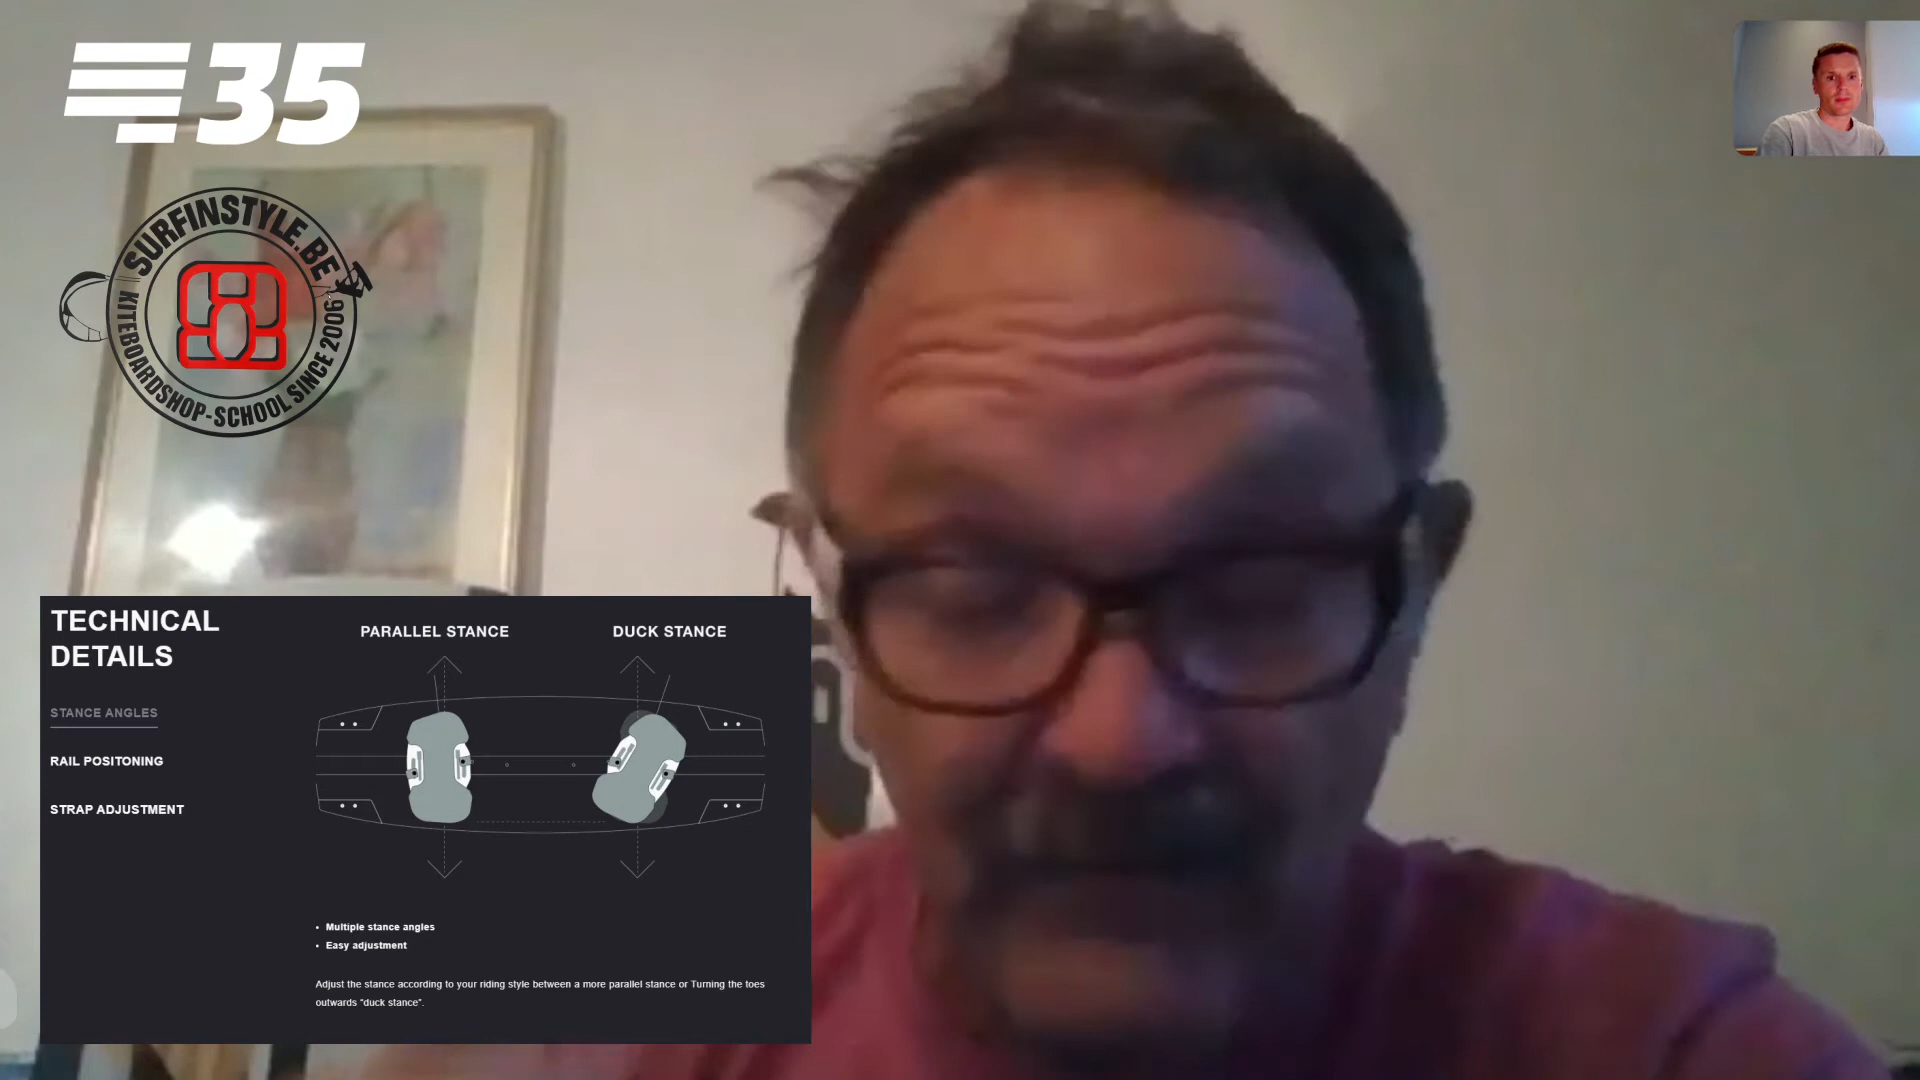 35
SURFINSTYLE.BE
KITEBOARDSHOP-SCHOOL SINCE 2006
TECHNICAL
DETAILS
STANCE ANGLES
RAIL POSITONING
STRAP ADJUSTMENT
PARALLEL STANCE
DUCK STANCE
• Multiple stance angles
• Easy adjustment
Adjust the stance according to your riding style between a more parallel stance or Turning the toes
outwards “duck stance”.